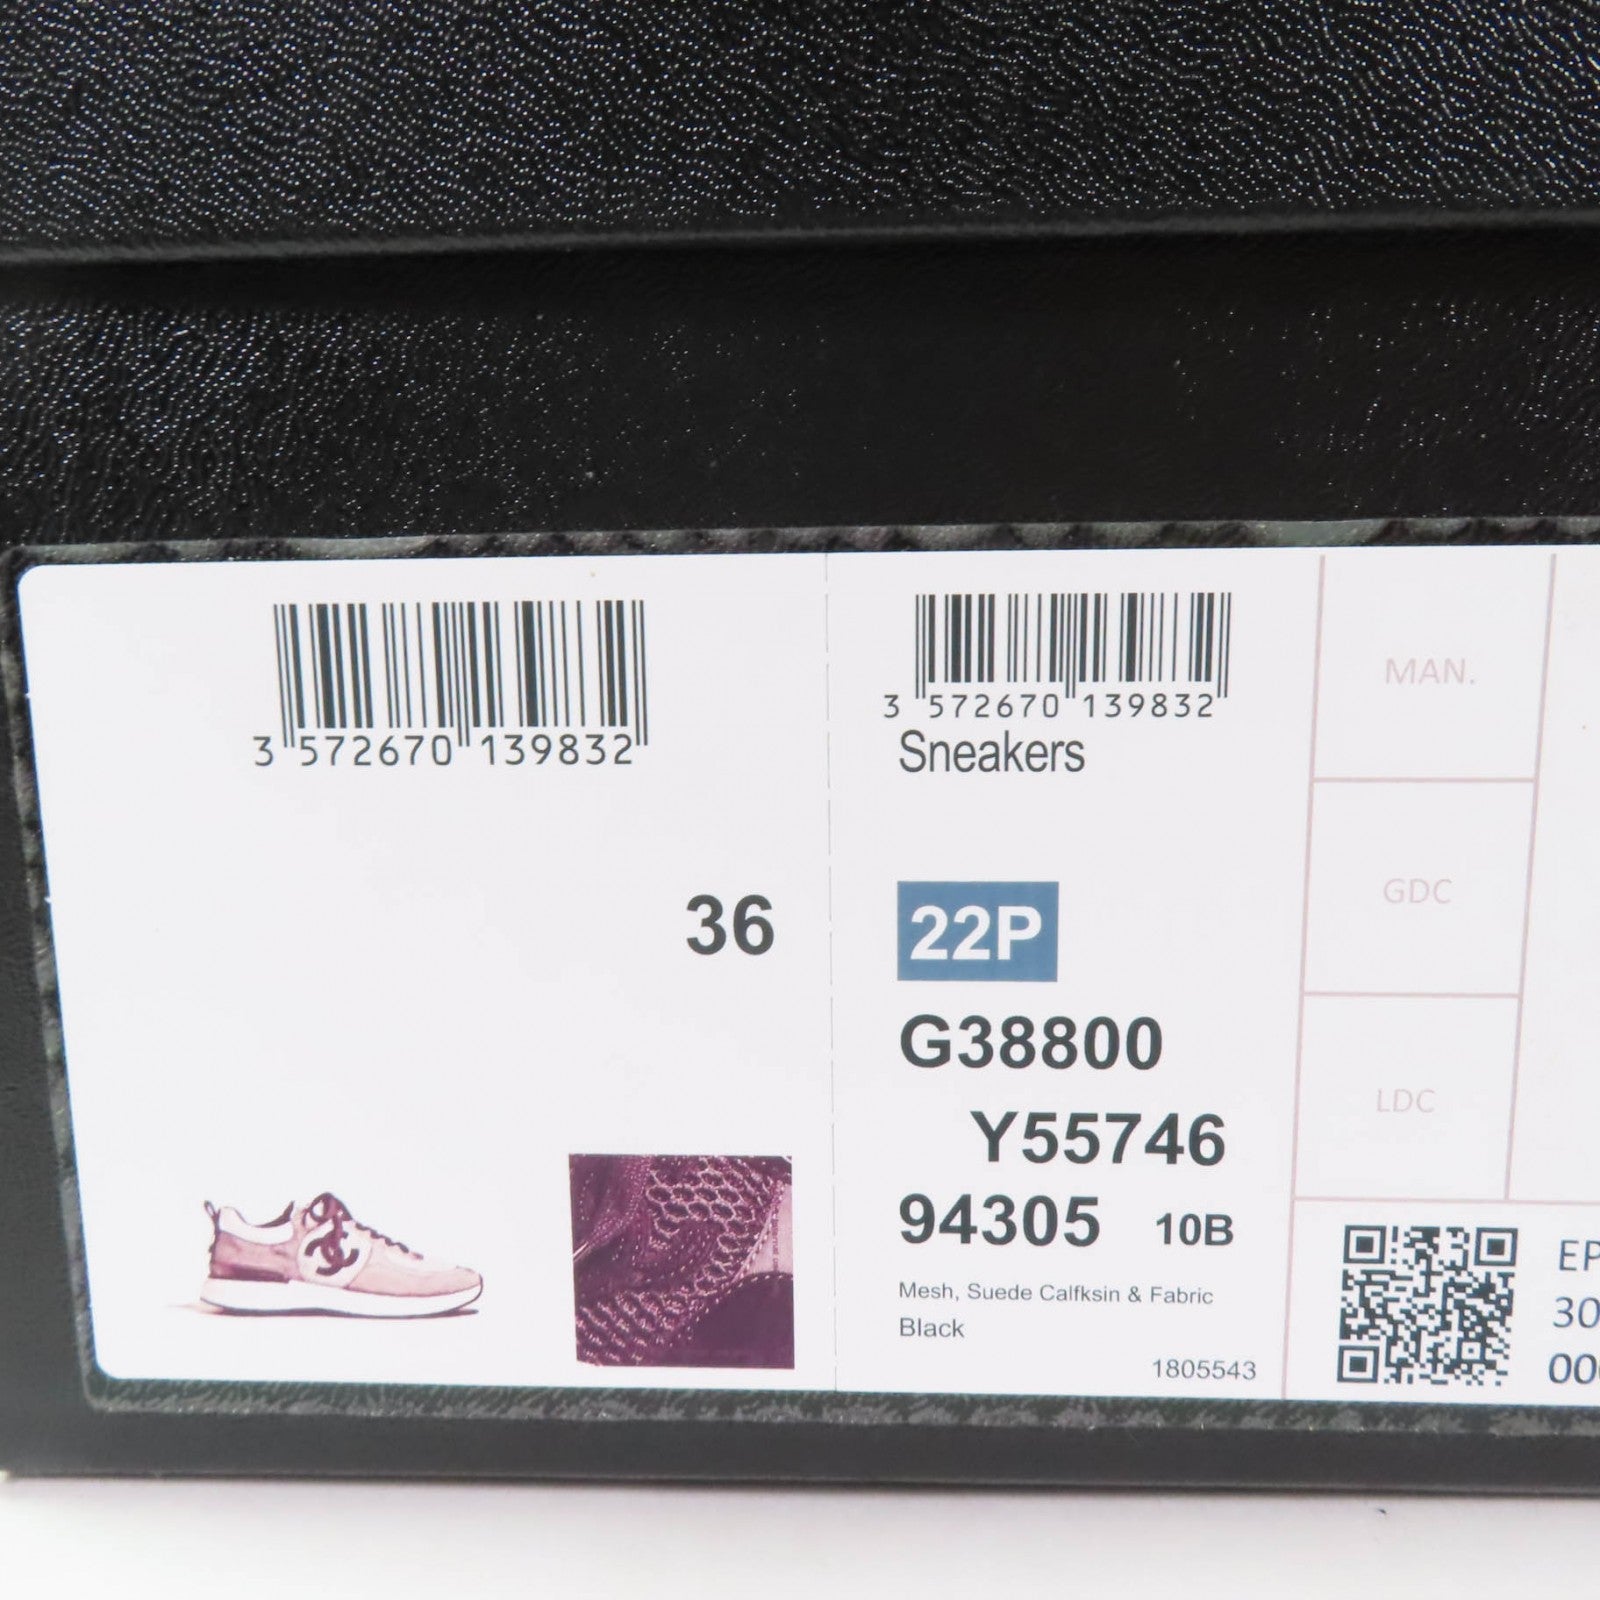 3 572670 139832
36
3 572670 139832
Sneakers
22P
G38800
Y55746
94305 10B
Mesh, Suede Calfksin & Fabric
Black
1805543
MAN.
GDC
LDC
EP
30
00